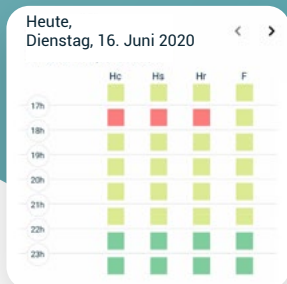 Heute,
Dienstag, 16. Juni 2020
Hc Hs Hr F
17h
18h
19h
20h
21h
22h
23h